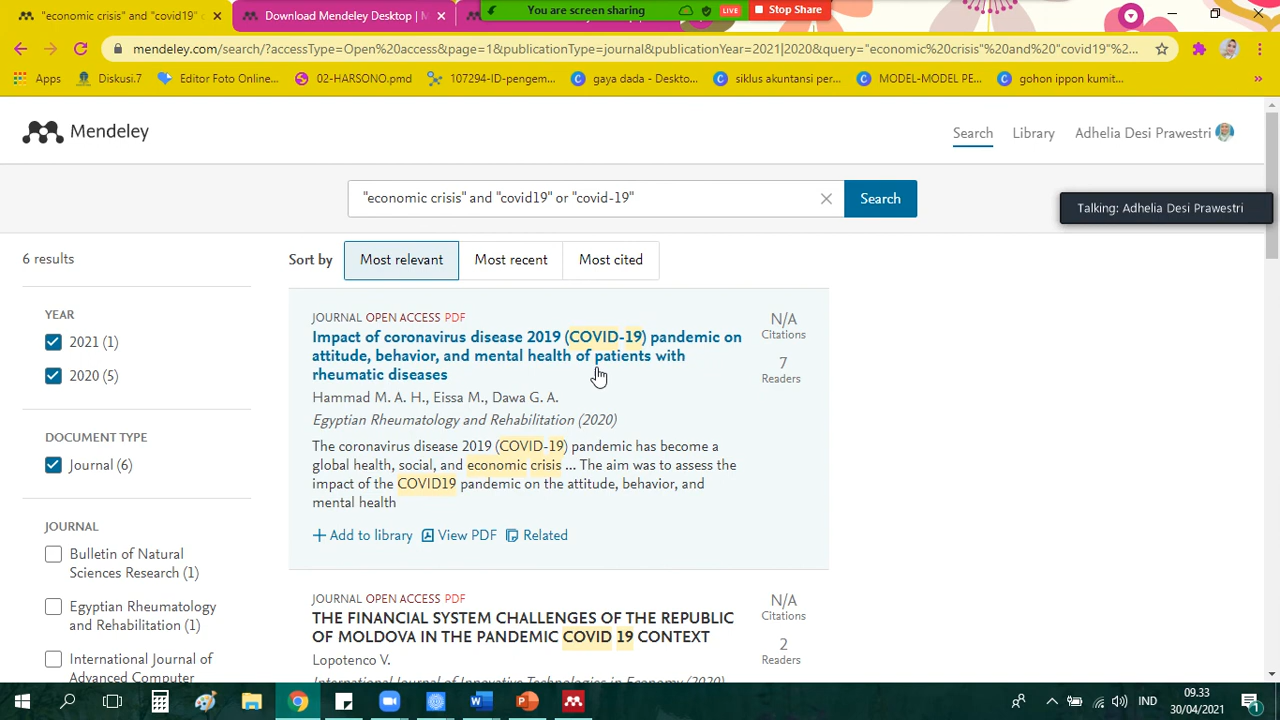 "economic crisis" and "covid19"
Download Mendeley Desktop |
You are screen sharing
LIVE
Stop Share
mendeley.com/search/?accessType=Open%20access&page=1&publicationType=journal&publicationYear=2021|2020&query="economic%20crisis"%20and%20"covid19"%2...
Apps
Diskusi.7
Editor Foto Online...
02-HARSONO.pmd
107294-ID-pengem...
gaya dada - Deskto...
siklus akuntansi per...
MODEL-MODEL PE...
gohon ippon kumit...
Mendeley
Search
Library
Adhelia Desi Prawestri
"economic crisis" and "covid19" or "covid-19"
Search
Talking: Adhelia Desi Prawestri
6 results
Sort by
Most relevant
Most recent
Most cited
YEAR
2021 (1)
2020 (5)
DOCUMENT TYPE
Journal (6)
JOURNAL
Bulletin of Natural
Sciences Research (1)
Egyptian Rheumatology
and Rehabilitation (1)
International Journal of
Advanced Computer
JOURNAL OPEN ACCESS PDF
Impact of coronavirus disease 2019 (COVID-19) pandemic on
attitude, behavior, and mental health of patients with
rheumatic diseases
Hammad M. A. H., Eissa M., Dawa G. A.
Egyptian Rheumatology and Rehabilitation (2020)
The coronavirus disease 2019 (COVID-19) pandemic has become a
global health, social, and economic crisis ... The aim was to assess the
impact of the COVID19 pandemic on the attitude, behavior, and
mental health
+ Add to library
View PDF
Related
N/A
Citations
7
Readers
JOURNAL OPEN ACCESS PDF
THE FINANCIAL SYSTEM CHALLENGES OF THE REPUBLIC
OF MOLDOVA IN THE PANDEMIC COVID 19 CONTEXT
Lopotenco V.
International Journal of Innovative Technologies in Economy (2020)
N/A
Citations
2
Readers
IND
09.33
30/04/2021